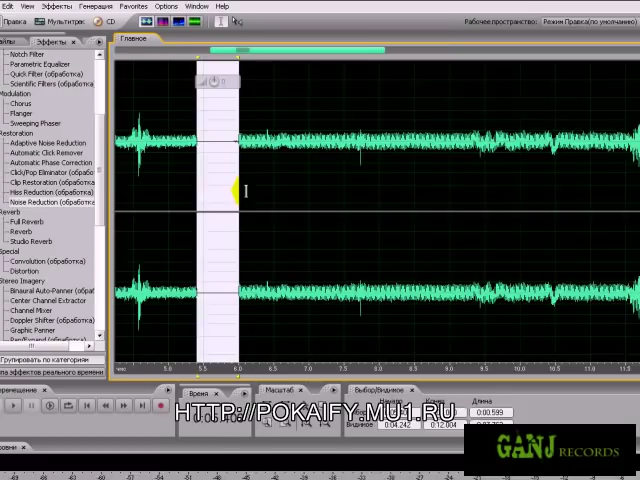 Edit View Эффекты Генерация Favorites Options Window Help
Правка Мультитрек CD
Рабочее пространство: Режим Правка(по умолчанию)
Эффекты × Главное
Notch Filter
Parametric Equalizer
Quick Filter (обработка)
Scientific Filters (обработка)
Modulation
Chorus
Flanger
Sweeping Phaser
Restoration
Adaptive Noise Reduction
Automatic Click Remover
Automatic Phase Correction
Click/Pop Eliminator (обработка)
Clip Restoration (обработка)
Hiss Reduction (обработка)
Noise Reduction (обработка)
Reverb
Full Reverb
Reverb
Studio Reverb
Special
Convolution (обработка)
Distortion
Stereo Imagery
Binaural Auto-Panner (обработка)
Center Channel Extractor
Channel Mixer
Doppler Shifter (обработка)
Graphic Panner
Pan/Expand (обработка)
Группировать по категориям
эффектов реального времени
чмс 5.0 5.5 6.0 6.5 7.0 7.5 8.0 8.5 9.0 9.5 10.0 10.5 11.0 11.5
Время × Масштаб × Выбор/Видимое ×
Начало Конец Длина
0:00.599
Видимое 0:04.242 0:12.004
HTTP://POKAIFY.MU1.RU
GANJ RECORDS